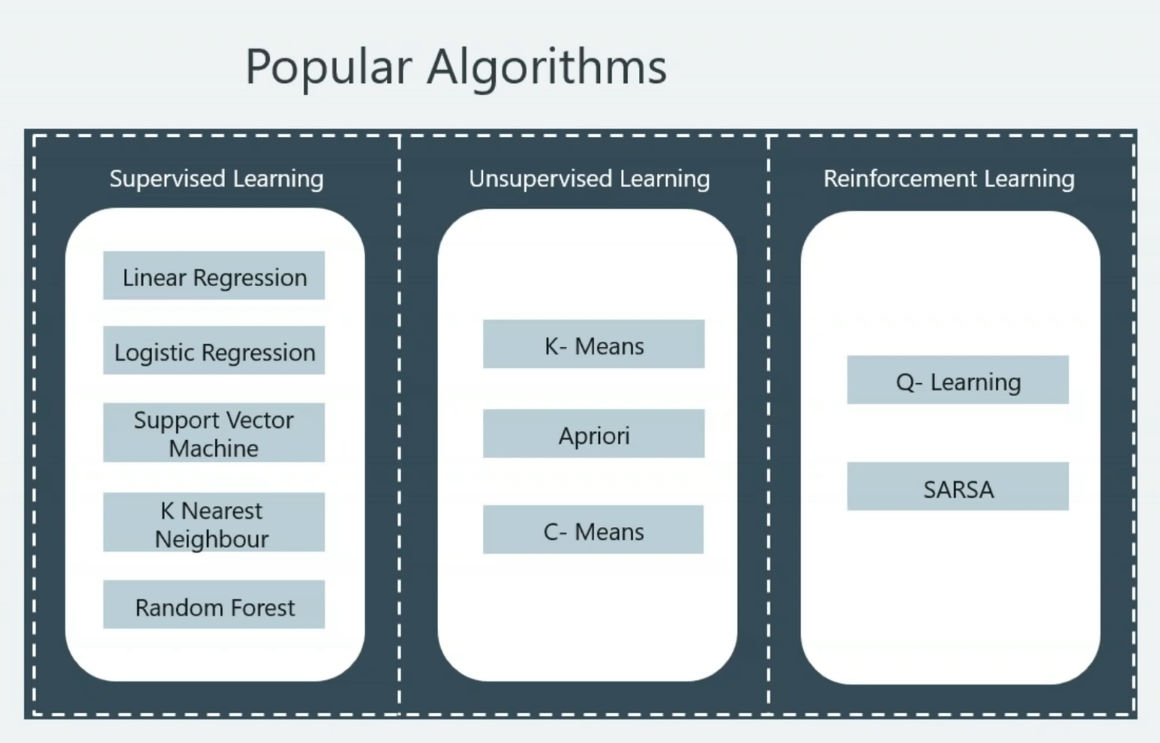 Popular Algorithms
Supervised Learning
Linear Regression
Logistic Regression
Support Vector
Machine
K Nearest
Neighbour
Random Forest
Unsupervised Learning
K- Means
Apriori
C- Means
Reinforcement Learning
Q- Learning
SARSA